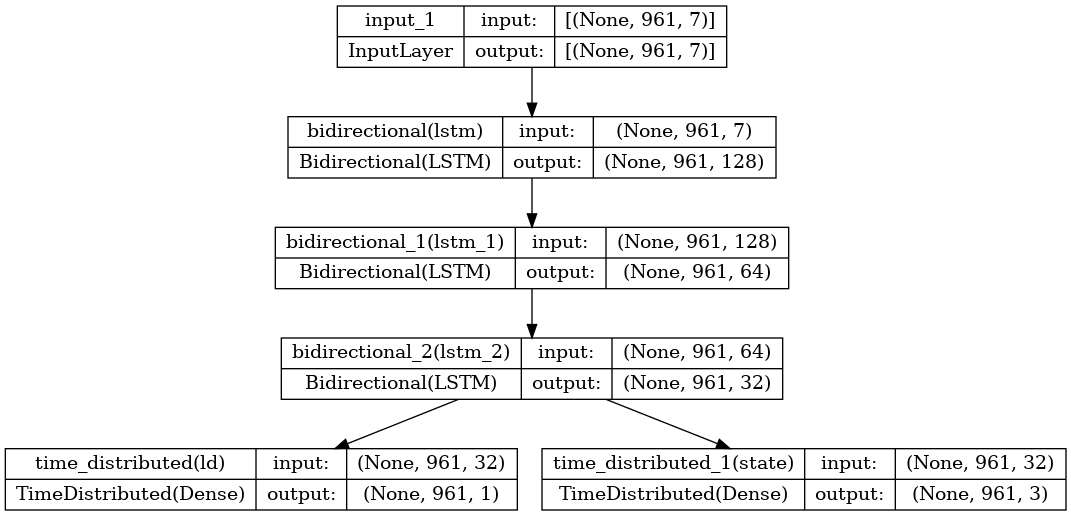 input_1 input: [(None, 961, 7)]
InputLayer output: [(None, 961, 7)]
bidirectional(lstm) input: (None, 961, 7)
Bidirectional(LSTM) output: (None, 961, 128)
bidirectional_1(lstm_1) input: (None, 961, 128)
Bidirectional(LSTM) output: (None, 961, 64)
bidirectional_2(lstm_2) input: (None, 961, 64)
Bidirectional(LSTM) output: (None, 961, 32)
time_distributed(ld) input: (None, 961, 32)
TimeDistributed(Dense) output: (None, 961, 1)
time_distributed_1(state) input: (None, 961, 32)
TimeDistributed(Dense) output: (None, 961, 3)